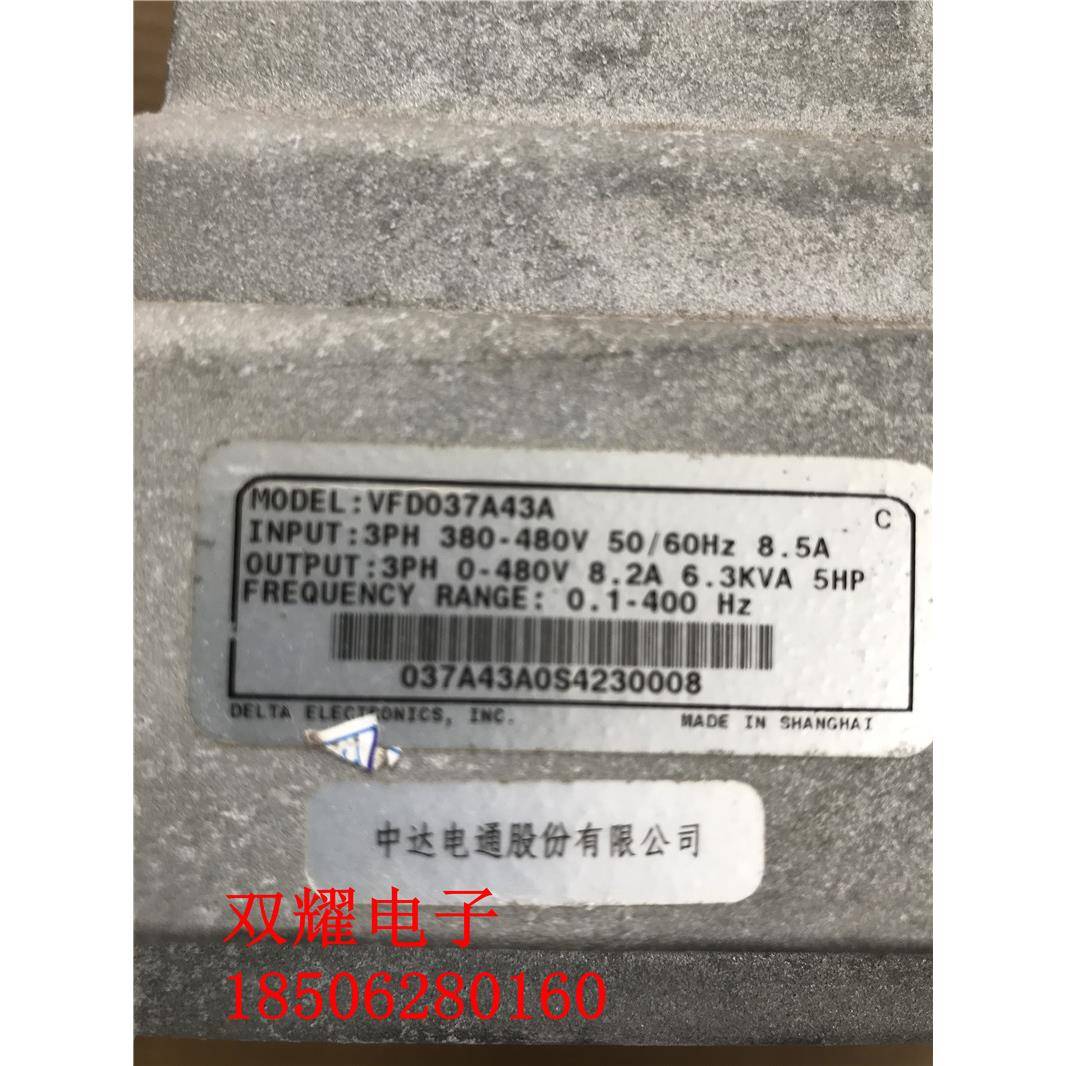 MODEL:VFD037A43A
C
INPUT:3PH 380-480V 50/60Hz 8.5A
OUTPUT:3PH 0-480V 8.2A 6.3KVA 5HP
FREQUENCY RANGE: 0.1-400 Hz
037A43A0S4230008
DELTA ELECTRONICS, INC.
MADE IN SHANGHAI
中达电通股份有限公司
双耀电子
18506280160